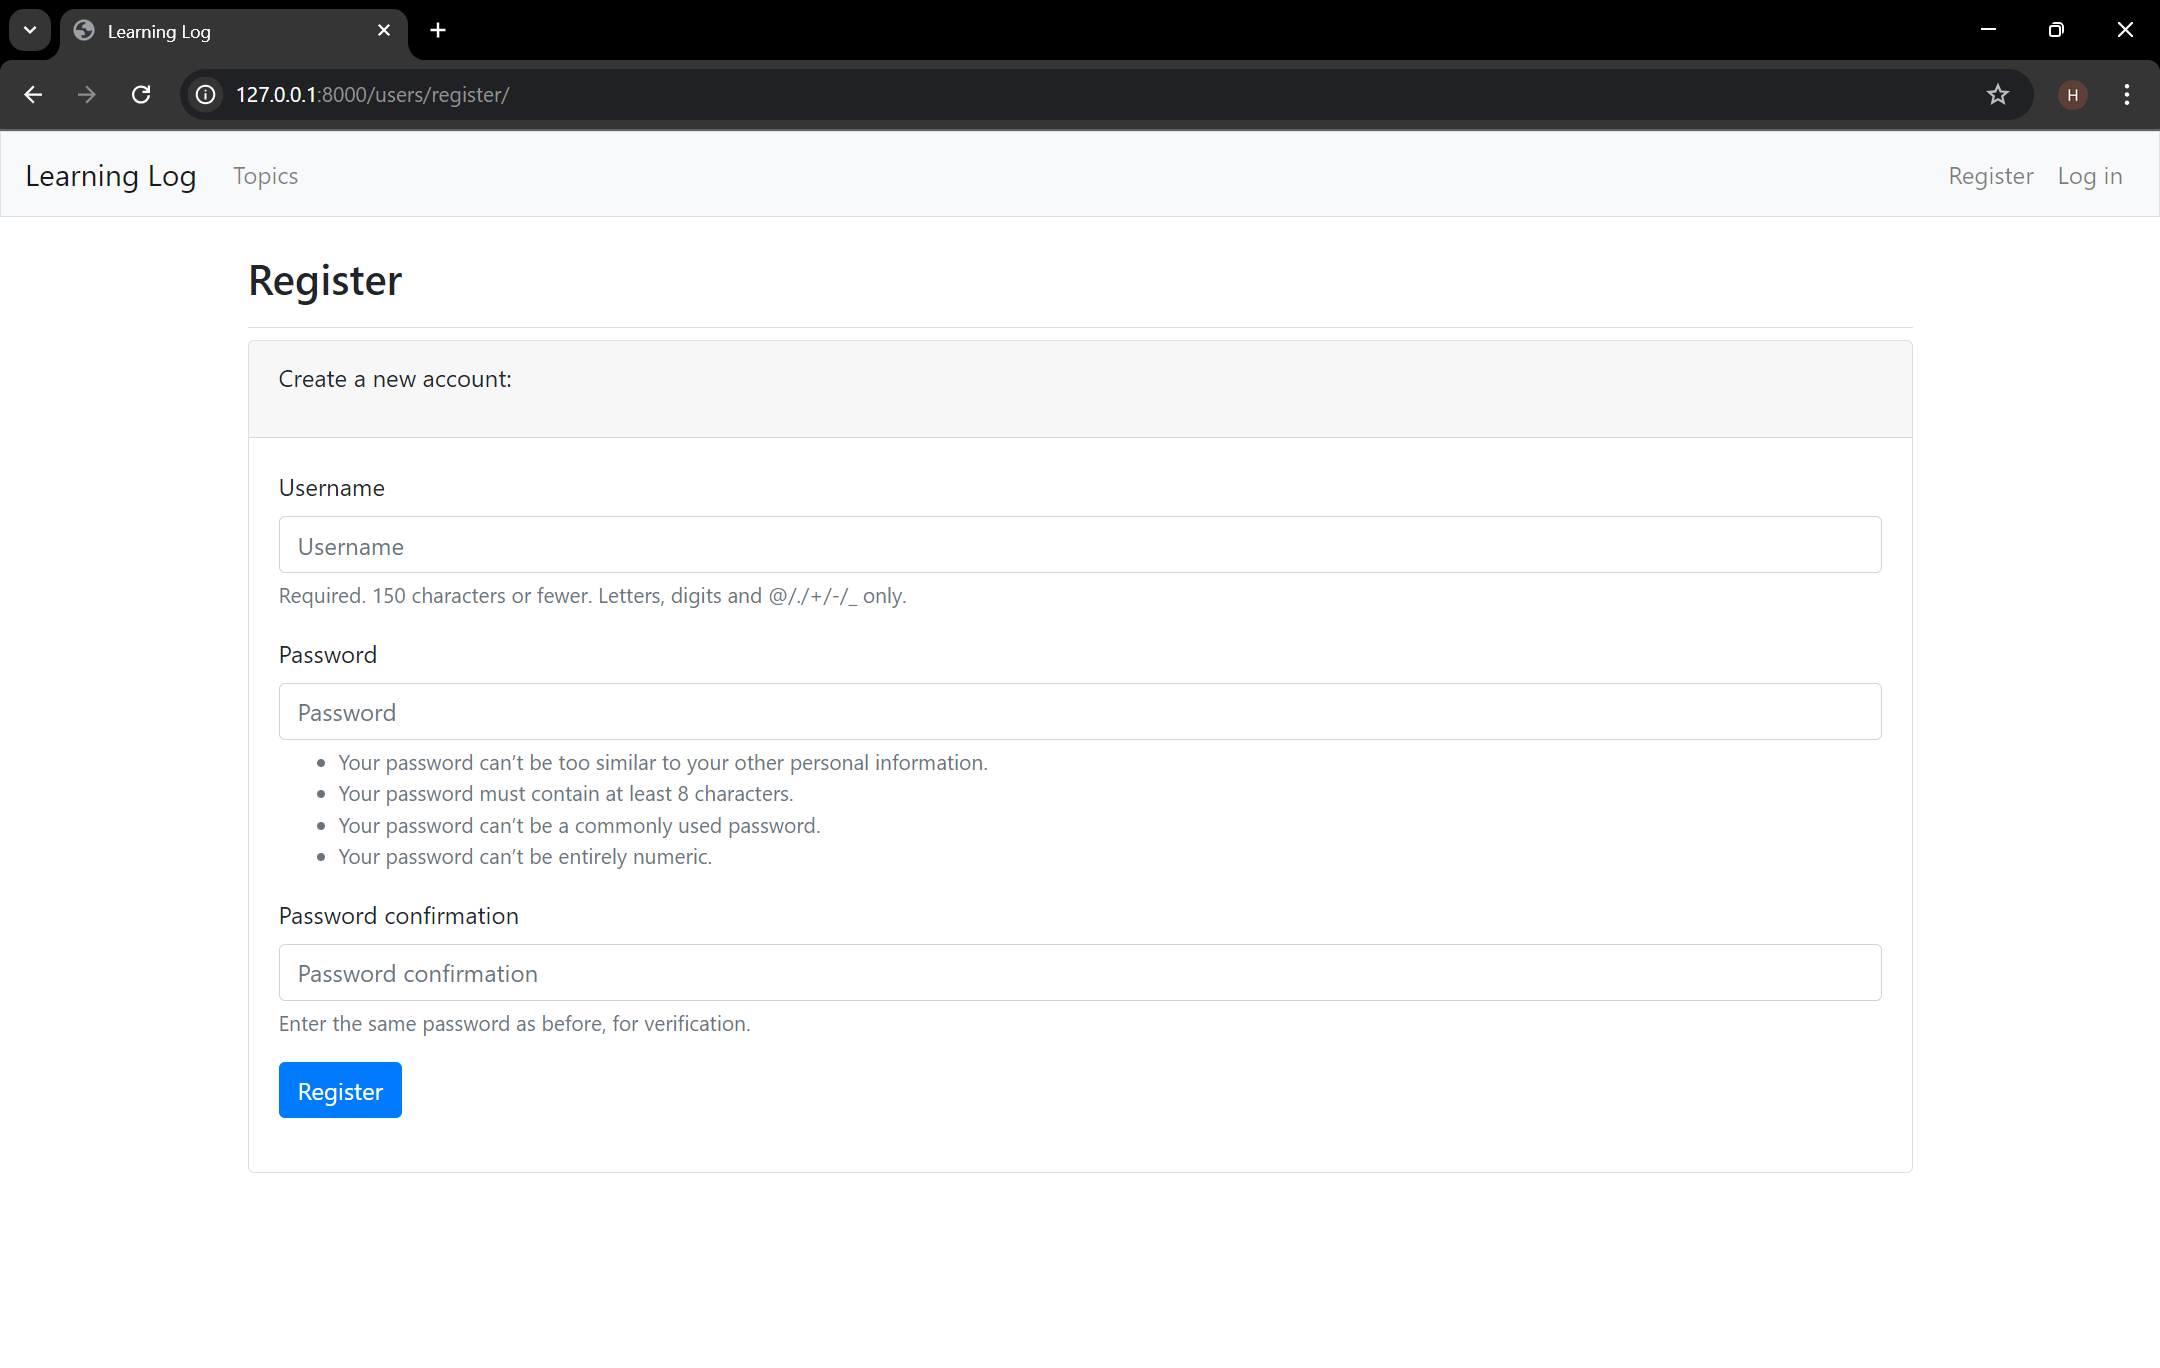 Learning Log
127.0.0.1:8000/users/register/
H
Learning Log Topics Register Log in
Register
Create a new account:
Username
Username
Required. 150 characters or fewer. Letters, digits and @/./+/-/_ only.
Password
Password
Your password can't be too similar to your other personal information.
Your password must contain at least 8 characters.
Your password can't be a commonly used password.
Your password can't be entirely numeric.
Password confirmation
Password confirmation
Enter the same password as before, for verification.
Register